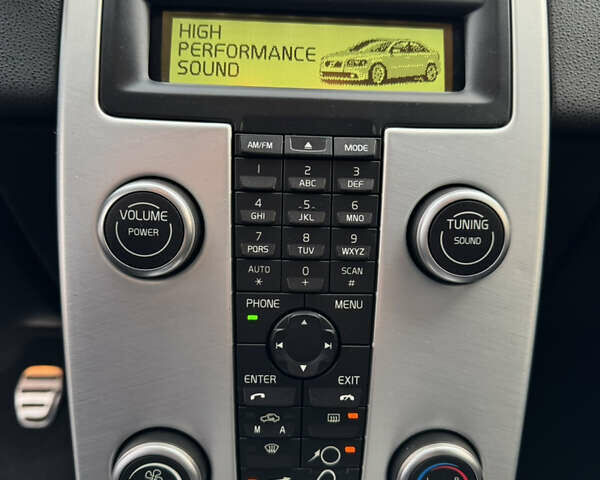 HIGH
PERFORMANCE
SOUND
AM/FM MODE
1 2 ABC 3 DEF
4 GHI -5- JKL 6 MNO
7 PQRS 8 TUV 9 WXYZ
AUTO * 0 + SCAN #
VOLUME
POWER
TUNING
SOUND
PHONE MENU
ENTER EXIT
M A